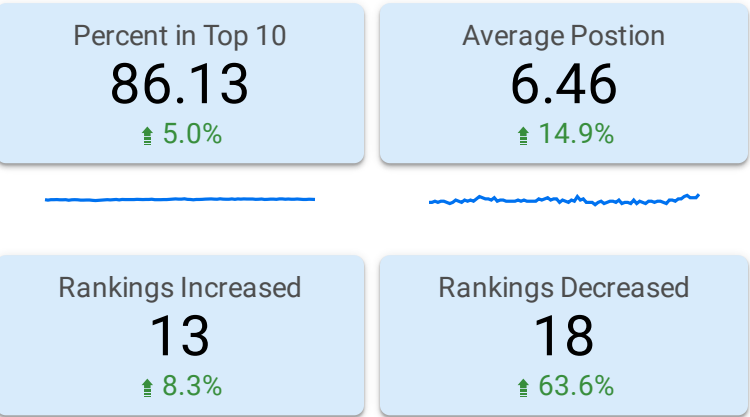 Percent in Top 10
86.13
5.0%
Average Postion
6.46
14.9%
Rankings Increased
13
8.3%
Rankings Decreased
18
63.6%